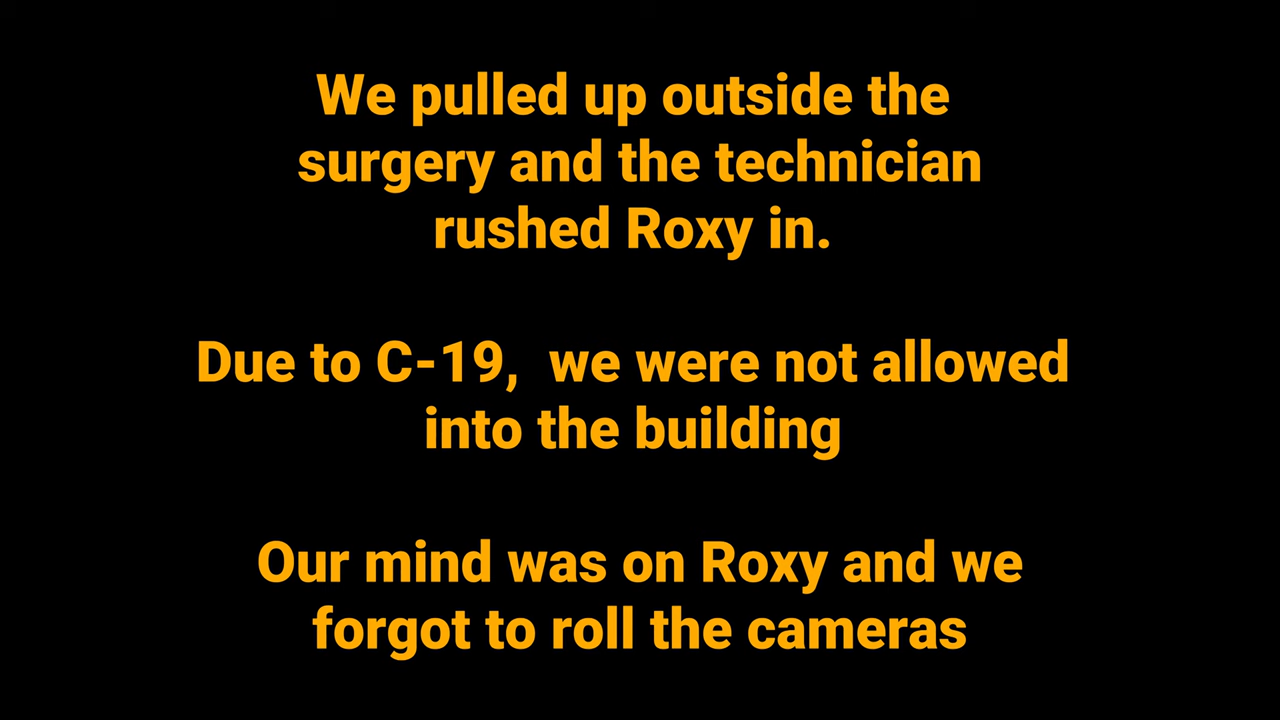 We pulled up outside the
surgery and the technician
rushed Roxy in.
Due to C-19,  we were not allowed
into the building
Our mind was on Roxy and we
forgot to roll the cameras